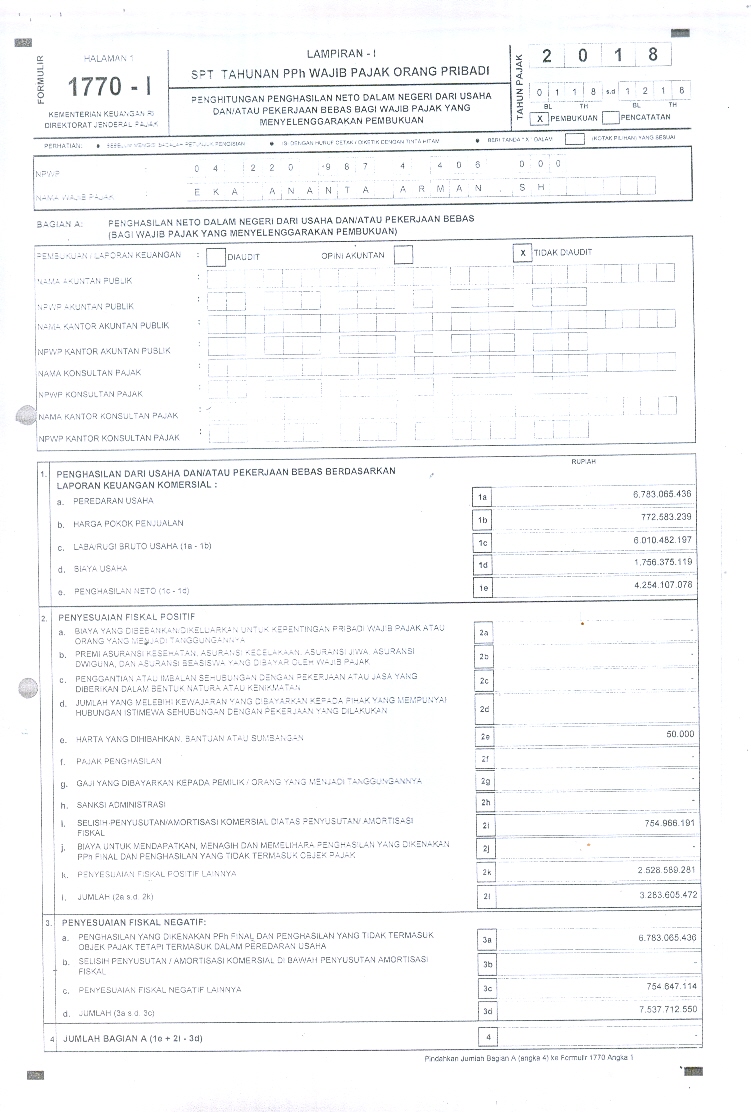 FORMULIR
HALAMAN 1
1770 - I
KEMENTERIAN KEUANGAN RI
DIREKTORAT JENDERAL PAJAK
LAMPIRAN - I
SPT TAHUNAN PPh WAJIB PAJAK ORANG PRIBADI
PENGHITUNGAN PENGHASILAN NETO DALAM NEGERI DARI USAHA
DAN/ATAU PEKERJAAN BEBAS BAGI WAJIB PAJAK YANG
MENYELENGGARAKAN PEMBUKUAN
TAHUN PAJAK
2 0 1 8
0 1 1 8 s.d 1 2 1 8
BL TH BL TH
X PEMBUKUAN PENCATATAN
PERHATIAN: • SEBELUM MENGISI BACALAH PETUNJUK PENGISIAN • ISI DENGAN HURUF CETAK / DIKETIK DENGAN TINTA HITAM • BERI TANDA "X" DALAM (KOTAK PILIHAN) YANG SESUAI
NPWP : 04 220 987 4 406 000
NAMA WAJIB PAJAK : EKA ANANTA ARMAN, SH
BAGIAN A: PENGHASILAN NETO DALAM NEGERI DARI USAHA DAN/ATAU PEKERJAAN BEBAS
(BAGI WAJIB PAJAK YANG MENYELENGGARAKAN PEMBUKUAN)
PEMBUKUAN / LAPORAN KEUANGAN : DIAUDIT OPINI AKUNTAN X TIDAK DIAUDIT
NAMA AKUNTAN PUBLIK :
NPWP AKUNTAN PUBLIK :
NAMA KANTOR AKUNTAN PUBLIK :
NPWP KANTOR AKUNTAN PUBLIK :
NAMA KONSULTAN PAJAK :
NPWP KONSULTAN PAJAK :
NAMA KANTOR KONSULTAN PAJAK :
NPWP KANTOR KONSULTAN PAJAK :
RUPIAH
1. PENGHASILAN DARI USAHA DAN/ATAU PEKERJAAN BEBAS BERDASARKAN
LAPORAN KEUANGAN KOMERSIAL :
a. PEREDARAN USAHA 1a 6.783.065.436
b. HARGA POKOK PENJUALAN 1b 772.583.239
c. LABA/RUGI BRUTO USAHA (1a - 1b) 1c 6.010.482.197
d. BIAYA USAHA 1d 1.756.375.119
e. PENGHASILAN NETO (1c - 1d) 1e 4.254.107.078
2. PENYESUAIAN FISKAL POSITIF
a. BIAYA YANG DIBEBANKAN/DIKELUARKAN UNTUK KEPENTINGAN PRIBADI WAJIB PAJAK ATAU
ORANG YANG MENJADI TANGGUNGANNYA 2a -
b. PREMI ASURANSI KESEHATAN, ASURANSI KECELAKAAN, ASURANSI JIWA, ASURANSI
DWIGUNA, DAN ASURANSI BEASISWA YANG DIBAYAR OLEH WAJIB PAJAK 2b -
c. PENGGANTIAN ATAU IMBALAN SEHUBUNGAN DENGAN PEKERJAAN ATAU JASA YANG
DIBERIKAN DALAM BENTUK NATURA ATAU KENIKMATAN 2c -
d. JUMLAH YANG MELEBIHI KEWAJARAN YANG DIBAYARKAN KEPADA PIHAK YANG MEMPUNYAI
HUBUNGAN ISTIMEWA SEHUBUNGAN DENGAN PEKERJAAN YANG DILAKUKAN 2d -
e. HARTA YANG DIHIBAHKAN, BANTUAN ATAU SUMBANGAN 2e 50.000
f. PAJAK PENGHASILAN 2f -
g. GAJI YANG DIBAYARKAN KEPADA PEMILIK / ORANG YANG MENJADI TANGGUNGANNYA 2g -
h. SANKSI ADMINISTRASI 2h -
i. SELISIH PENYUSUTAN/AMORTISASI KOMERSIAL DIATAS PENYUSUTAN/ AMORTISASI
FISKAL 2i 754.966.191
j. BIAYA UNTUK MENDAPATKAN, MENAGIH DAN MEMELIHARA PENGHASILAN YANG DIKENAKAN
PPh FINAL DAN PENGHASILAN YANG TIDAK TERMASUK OBJEK PAJAK 2j -
k. PENYESUAIAN FISKAL POSITIF LAINNYA 2k 2.528.589.281
l. JUMLAH (2a s.d. 2k) 2l 3.283.605.472
3. PENYESUAIAN FISKAL NEGATIF:
a. PENGHASILAN YANG DIKENAKAN PPh FINAL DAN PENGHASILAN YANG TIDAK TERMASUK
OBJEK PAJAK TETAPI TERMASUK DALAM PEREDARAN USAHA 3a 6.783.065.436
b. SELISIH PENYUSUTAN / AMORTISASI KOMERSIAL DI BAWAH PENYUSUTAN AMORTISASI
FISKAL 3b -
c. PENYESUAIAN FISKAL NEGATIF LAINNYA 3c 754.647.114
d. JUMLAH (3a s.d. 3c) 3d 7.537.712.550
4. JUMLAH BAGIAN A (1e + 2l - 3d) 4 -
Pindahkan Jumlah Bagian A (angka 4) ke Formulir 1770 Angka 1